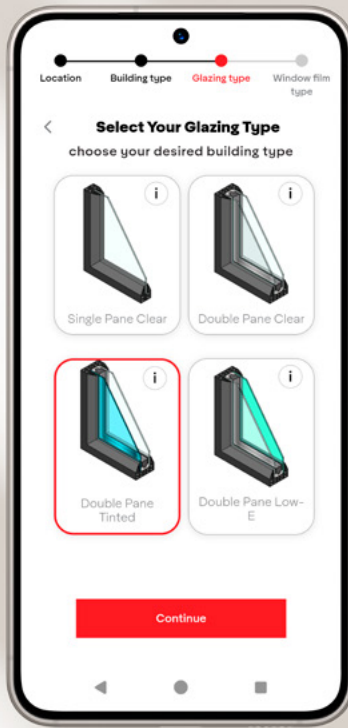 Location Building type Glazing type Window film
type
Select Your Glazing Type
choose your desired building type
i i
Single Pane Clear Double Pane Clear
i i
Double Pane
Tinted
Double Pane Low-
E
Continue